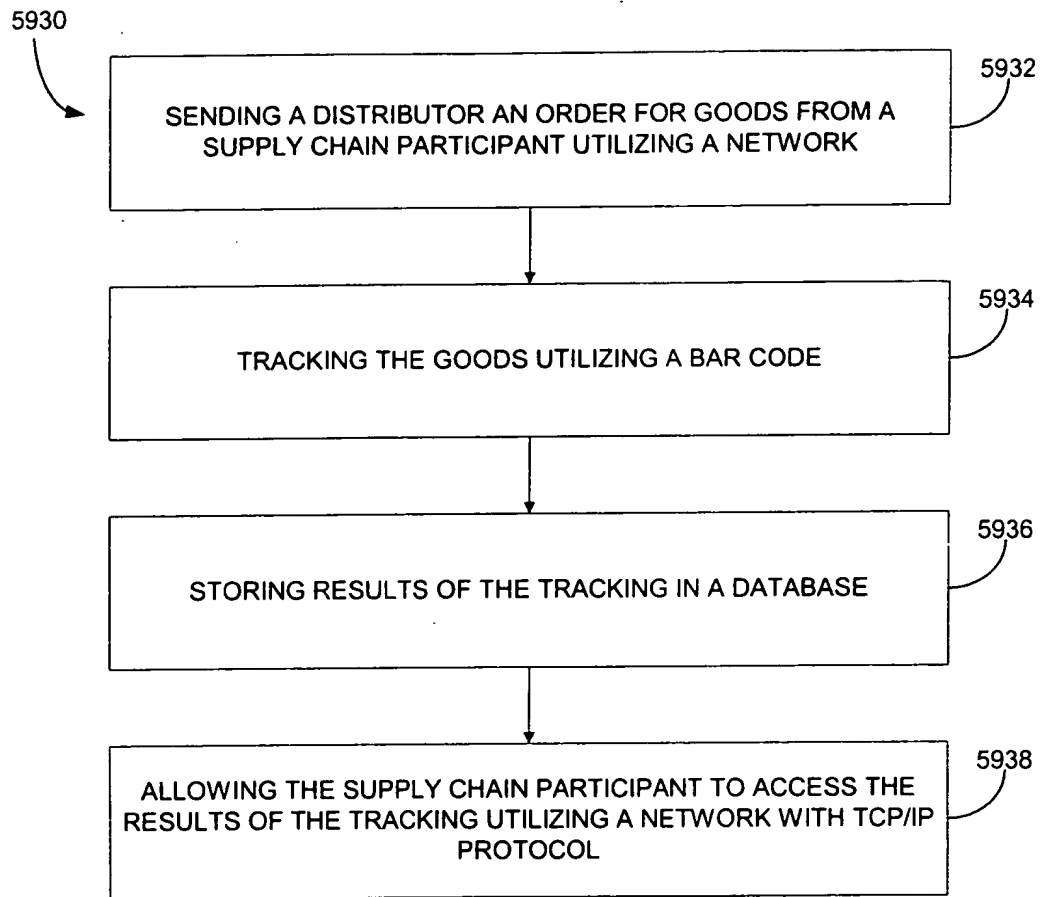 5930
5932
SENDING A DISTRIBUTOR AN ORDER FOR GOODS FROM A
SUPPLY CHAIN PARTICIPANT UTILIZING A NETWORK
5934
TRACKING THE GOODS UTILIZING A BAR CODE
5936
STORING RESULTS OF THE TRACKING IN A DATABASE
5938
ALLOWING THE SUPPLY CHAIN PARTICIPANT TO ACCESS THE
RESULTS OF THE TRACKING UTILIZING A NETWORK WITH TCP/IP
PROTOCOL